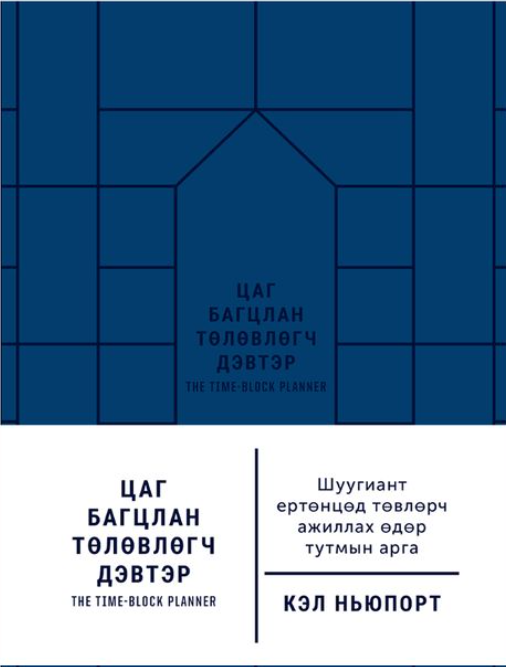 ЦАГ
БАГЦЛАН
ТӨЛӨВЛӨГЧ
ДЭВТЭР
THE TIME-BLOCK PLANNER
ЦАГ
БАГЦЛАН
ТӨЛӨВЛӨГЧ
ДЭВТЭР
THE TIME-BLOCK PLANNER
Шуугиант
ертөнцөд төвлөрч
ажиллах өдөр
тутмын арга
КЭЛ НЬЮПОРТ